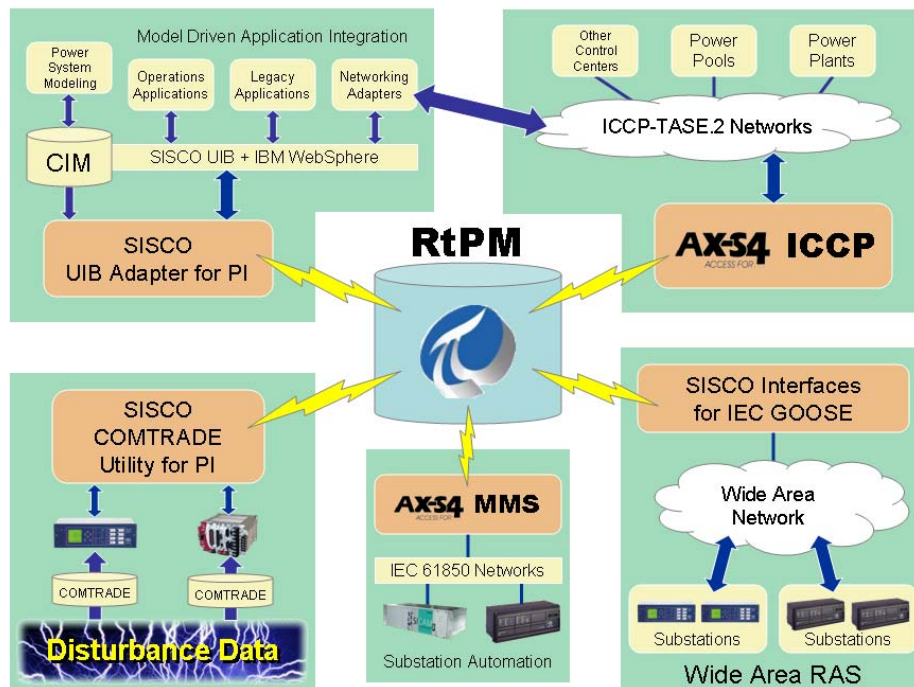 Model Driven Application Integration
Power
System
Modeling
Operations
Applications
Legacy
Applications
Networking
Adapters
CIM
SISCO UIB + IBM WebSphere
SISCO
UIB Adapter for PI
Other
Control
Centers
Power
Pools
Power
Plants
ICCP-TASE.2 Networks
AX-S4 ICCP
ACCESS FOR
RtPM
SISCO
COMTRADE
Utility for PI
COMTRADE
COMTRADE
Disturbance Data
AX-S4 MMS
ACCESS FOR
IEC 61850 Networks
Substation Automation
SISCO Interfaces
for IEC GOOSE
Wide Area
Network
Substations
Substations
Wide Area RAS